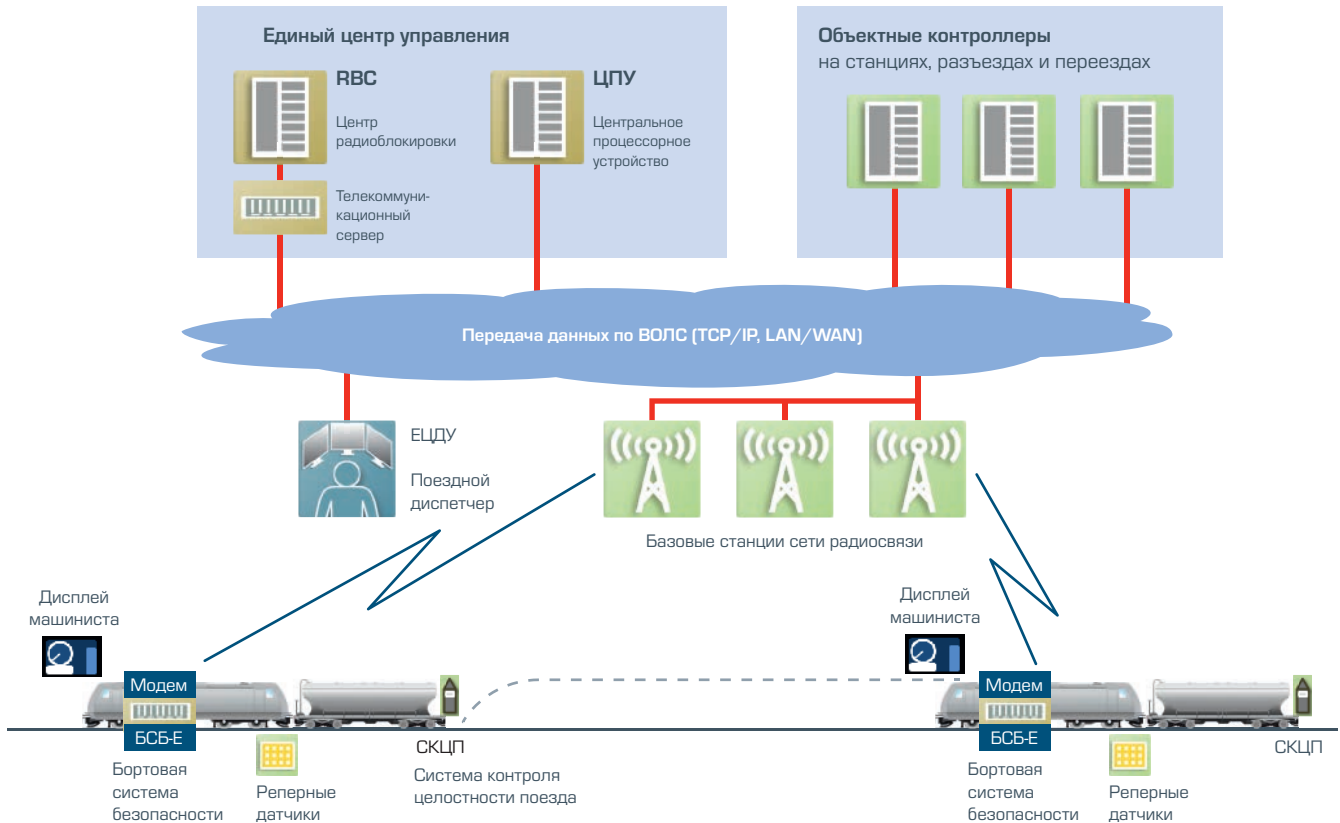 Единый центр управления
RBC
Центр
радиоблокировки
Телекоммуни-
кационный
сервер
ЦПУ
Центральное
процессорное
устройство
Объектные контроллеры
на станциях, разъездах и переездах
Передача данных по ВОЛС (TCP/IP, LAN/WAN)
ЕЦДУ
Поездной
диспетчер
Базовые станции сети радиосвязи
Дисплей
машиниста
Модем
БСБ-Е
Бортовая
система
безопасности
Реперные
датчики
СКЦП
Система контроля
целостности поезда
Дисплей
машиниста
Модем
БСБ-Е
Бортовая
система
безопасности
Реперные
датчики
СКЦП